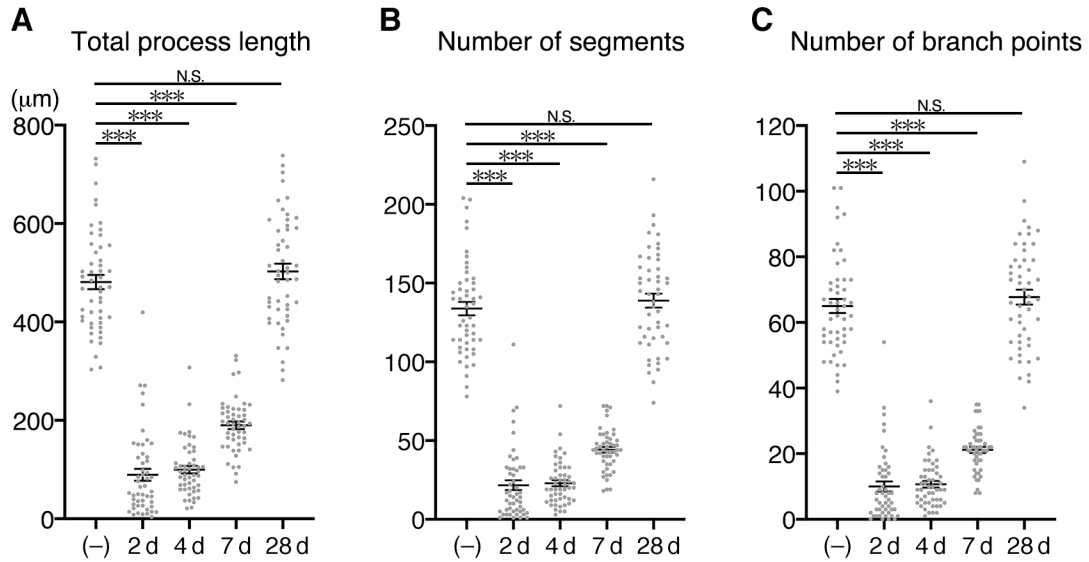 A
Total process length
(μm)
N.S.
***
***
***
800
600
400
200
0
(–) 2 d 4 d 7 d 28 d
B
Number of segments
N.S.
***
***
***
250
200
150
100
50
0
(–) 2 d 4 d 7 d 28 d
C
Number of branch points
N.S.
***
***
***
120
100
80
60
40
20
0
(–) 2 d 4 d 7 d 28 d